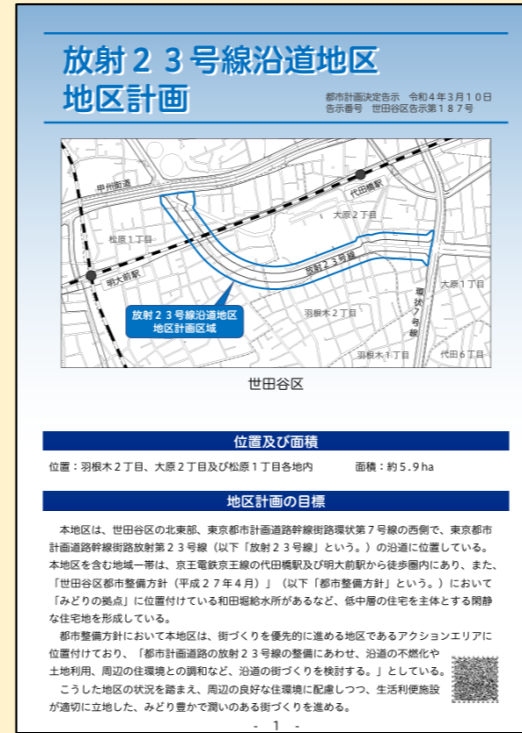 放射２３号線沿道地区
地区計画
都市計画決定告示　令和４年３月１０日
告示番号　世田谷区告示第１８７号
甲州街道
代田橋駅
大原２丁目
松原１丁目
放射２３号線
明大前駅
大原１丁目
放射２３号線沿道地区
地区計画区域
羽根木２丁目
環状７号線
羽根木１丁目
代田６丁目
世田谷区
位置及び面積
位置：羽根木２丁目、大原２丁目及び松原１丁目各地内　　面積：約５.９ha
地区計画の目標
本地区は、世田谷区の北東部、東京都市計画道路幹線街路環状第７号線の西側で、東京都市
計画道路幹線街路放射第２３号線（以下「放射２３号線」という。）の沿道に位置している。
本地区を含む地域一帯は、京王電鉄京王線の代田橋駅及び明大前駅から徒歩圏内にあり、また、
「世田谷区都市整備方針（平成２７年４月）」（以下「都市整備方針」という。）において
「みどりの拠点」に位置付けている和田堀給水所があるなど、低中層の住宅を主体とする閑静
な住宅地を形成している。
都市整備方針において本地区は、街づくりを優先的に進める地区であるアクションエリアに
位置付けており、「都市計画道路の放射２３号線の整備にあわせ、沿道の不燃化や
土地利用、周辺の住環境との調和など、沿道の街づくりを検討する。」としている。
こうした地区の状況を踏まえ、周辺の良好な住環境に配慮しつつ、生活利便施設
が適切に立地した、みどり豊かで潤いのある街づくりを進める。
- 1 -